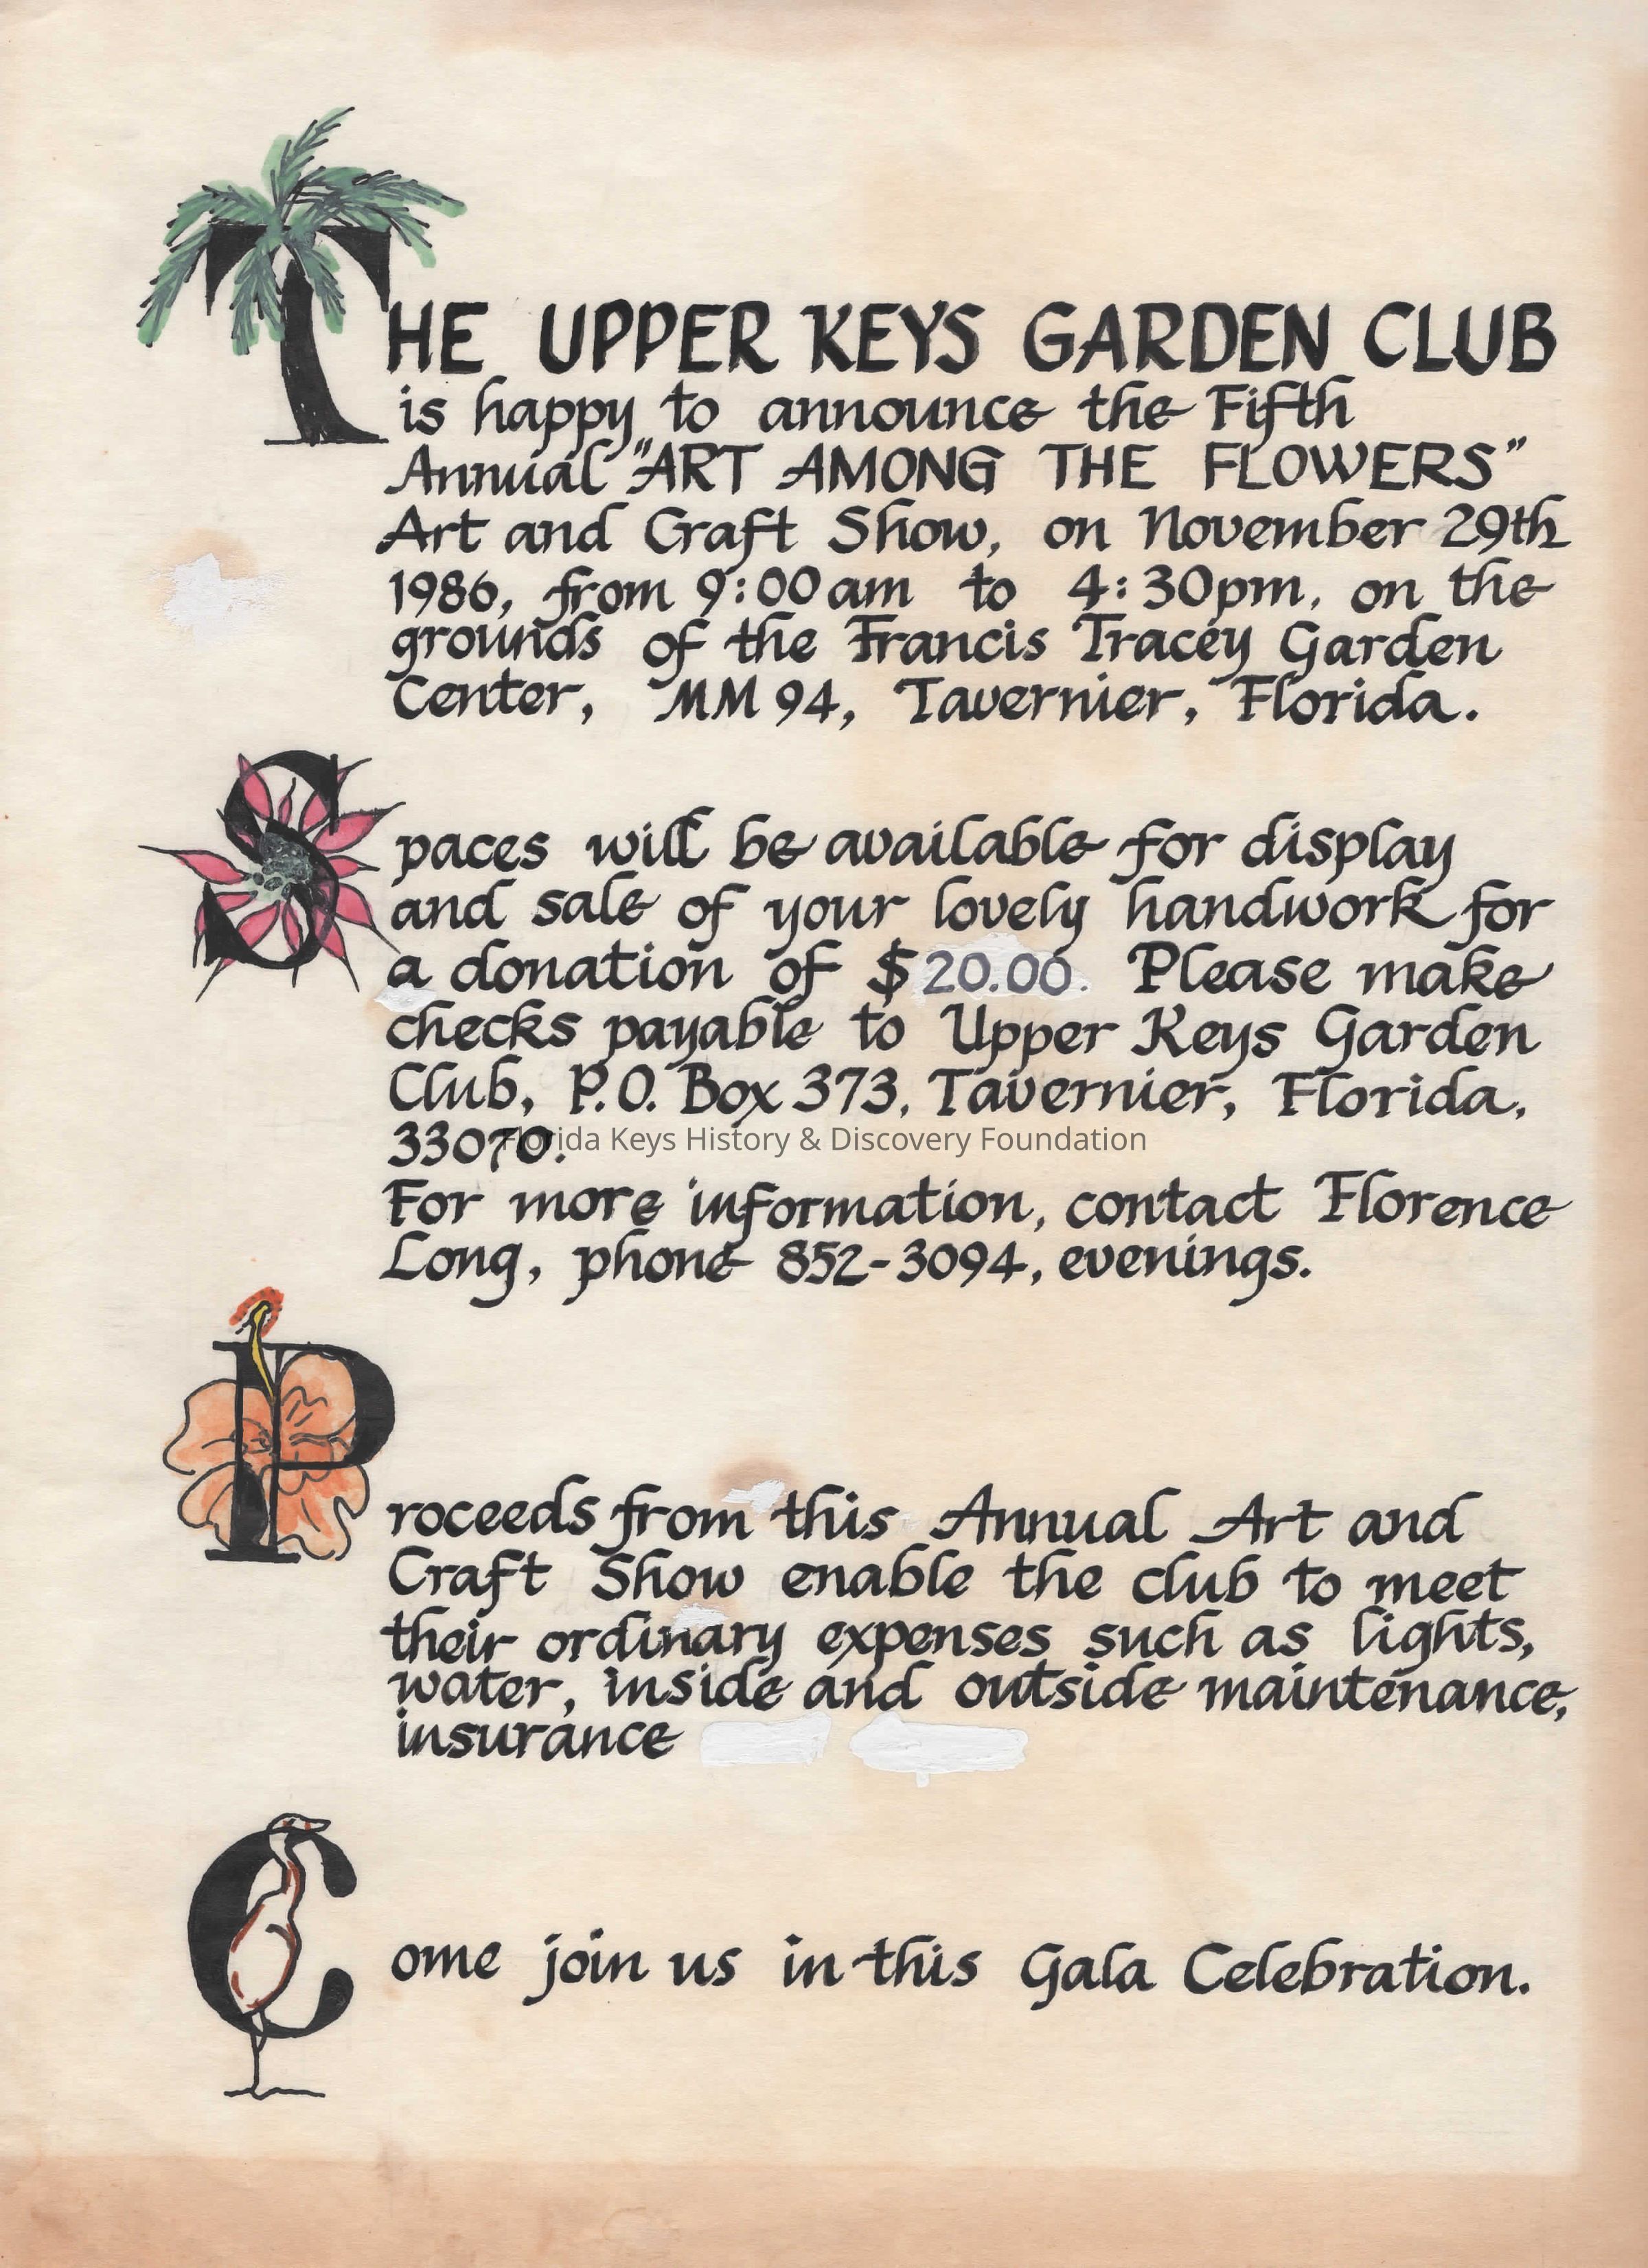 THE UPPER KEYS GARDEN CLUB
is happy to announce the Fifth
Annual "ART AMONG THE FLOWERS"
Art and Craft Show, on November 29th
1986, from 9:00am to 4:30pm, on the
grounds of the Francis Tracey Garden
Center, MM 94, Tavernier, Florida.
Spaces will be available for display
and sale of your lovely handwork for
a donation of $20.00. Please make
checks payable to Upper Keys Garden
Club, P.O. Box 373, Tavernier, Florida,
33070.
Florida Keys History & Discovery Foundation
For more information, contact Florence
Long, phone 852-3094, evenings.
Proceeds from this Annual Art and
Craft Show enable the club to meet
their ordinary expenses such as lights,
water, inside and outside maintenance,
insurance
Come join us in this Gala Celebration.